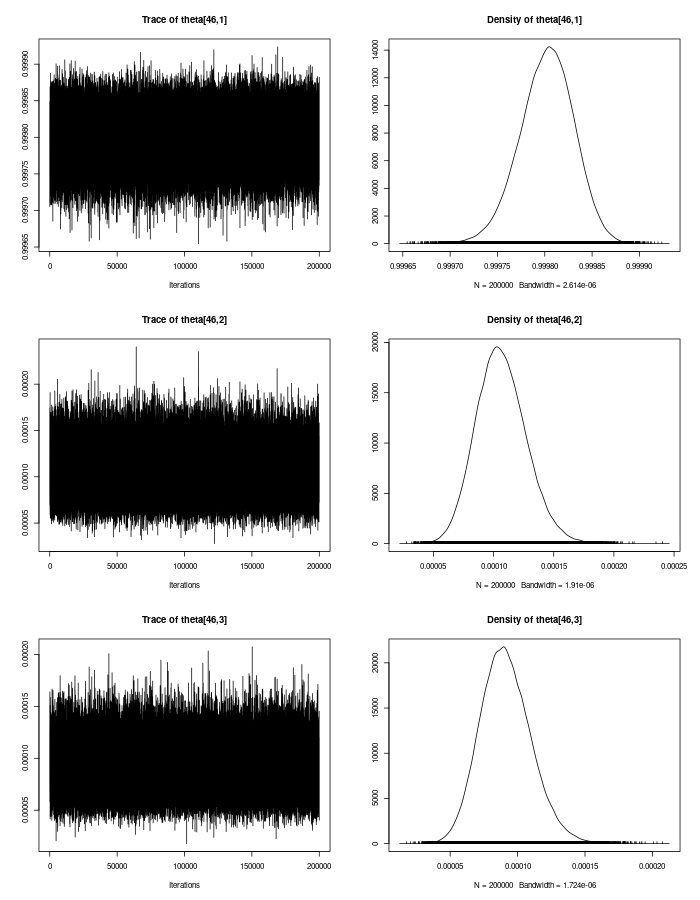 Trace of theta[46,1]
0.99965 0.99970 0.99975 0.99980 0.99985 0.99990
0 50000 100000 150000 200000
Iterations
Density of theta[46,1]
0 2000 4000 6000 8000 10000 12000 14000
0.99965 0.99970 0.99975 0.99980 0.99985 0.99990
N = 200000 Bandwidth = 2.614e-06
Trace of theta[46,2]
0.00005 0.00010 0.00015 0.00020
0 50000 100000 150000 200000
Iterations
Density of theta[46,2]
0 5000 10000 15000 20000
0.00005 0.00010 0.00015 0.00020 0.00025
N = 200000 Bandwidth = 1.91e-06
Trace of theta[46,3]
0.00005 0.00010 0.00015 0.00020
0 50000 100000 150000 200000
Iterations
Density of theta[46,3]
0 5000 10000 15000 20000
0.00005 0.00010 0.00015 0.00020
N = 200000 Bandwidth = 1.724e-06